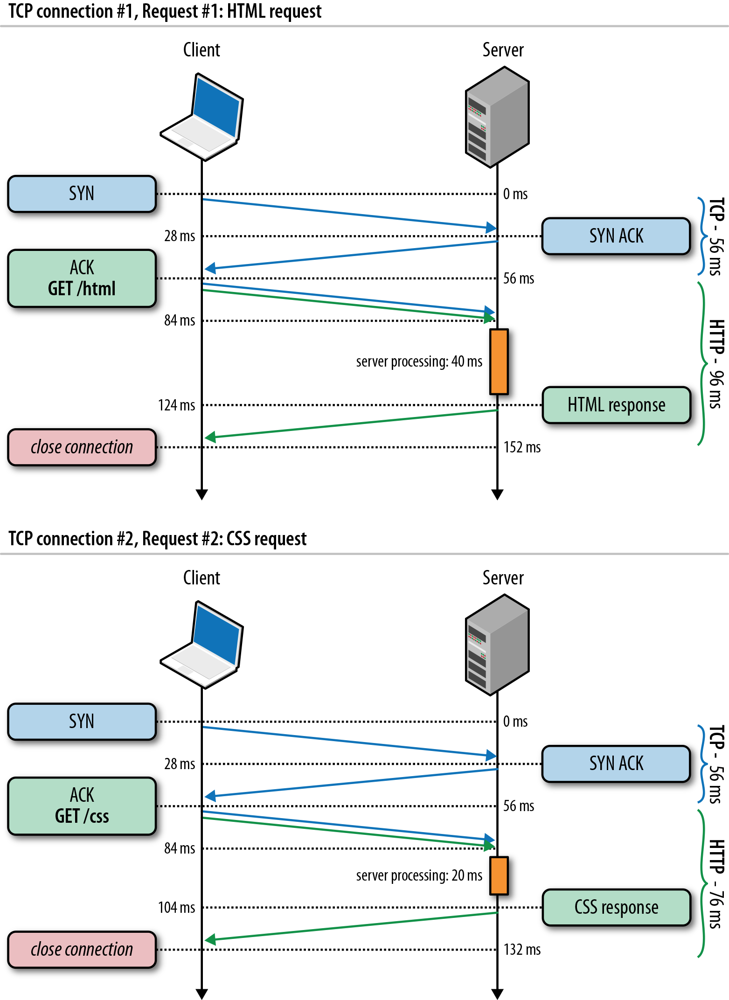 TCP connection #1, Request #1: HTML request
Client
Server
SYN
0 ms
28 ms
SYN ACK
TCP - 56 ms
ACK
GET /html
56 ms
84 ms
server processing: 40 ms
HTTP - 96 ms
124 ms
HTML response
close connection
152 ms
TCP connection #2, Request #2: CSS request
Client
Server
SYN
0 ms
28 ms
SYN ACK
TCP - 56 ms
ACK
GET /css
56 ms
84 ms
server processing: 20 ms
HTTP - 76 ms
104 ms
CSS response
close connection
132 ms